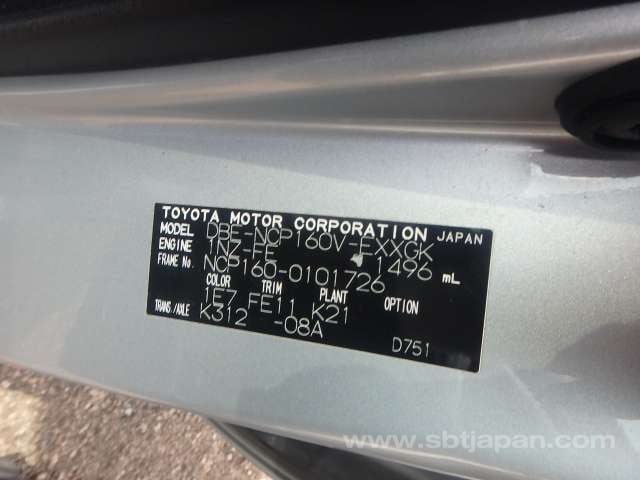 TOYOTA MOTOR CORPORATION JAPAN
MODEL DBE-NCP160V-EXXGK
ENGINE 1NZ-FE 1496 mL
FRAME No. NCP160-0101726
COLOR TRIM PLANT OPTION
1E7 FE11 K21
TRANS./AXLE K312 -08A
D751
www.sbtjapan.com